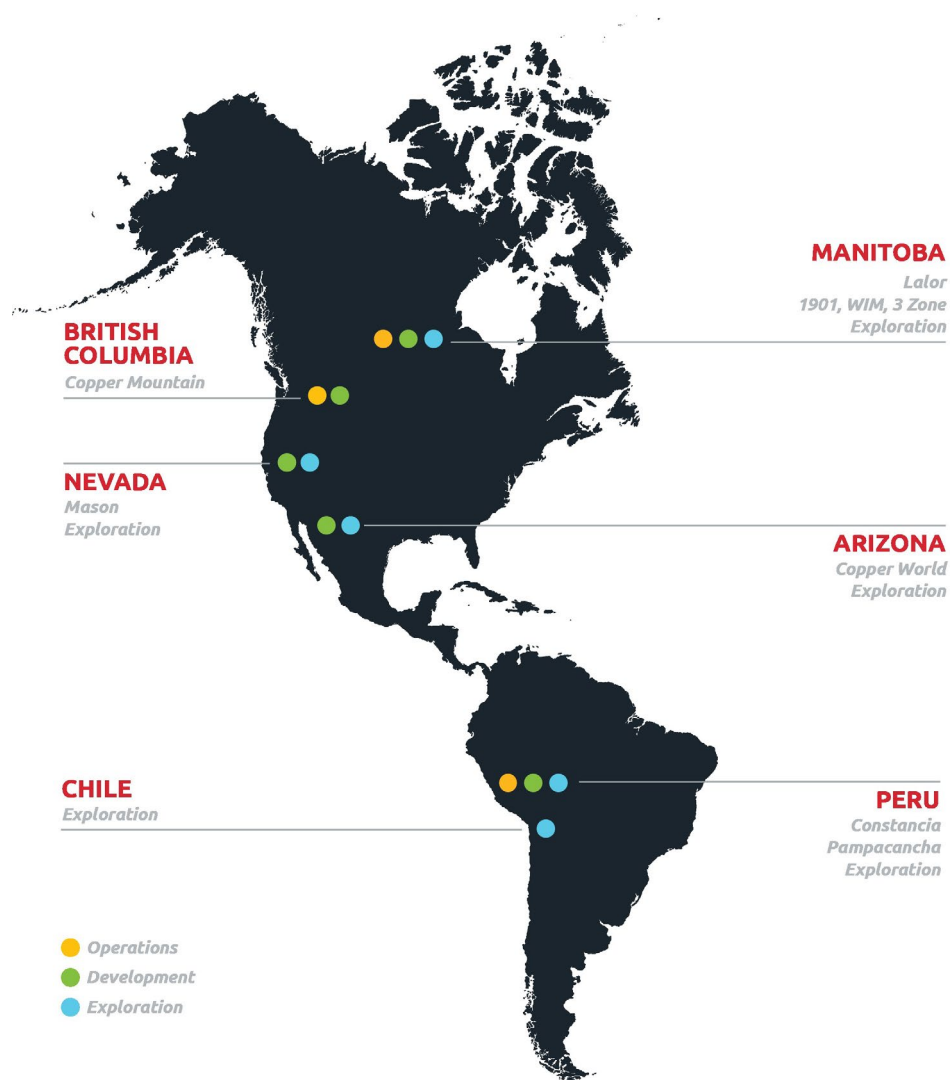 MANITOBA
Lalor
1901, WIM, 3 Zone
Exploration
BRITISH
COLUMBIA
Copper Mountain
NEVADA
Mason
Exploration
ARIZONA
Copper World
Exploration
CHILE
Exploration
PERU
Constancia
Pampacancha
Exploration
Operations
Development
Exploration